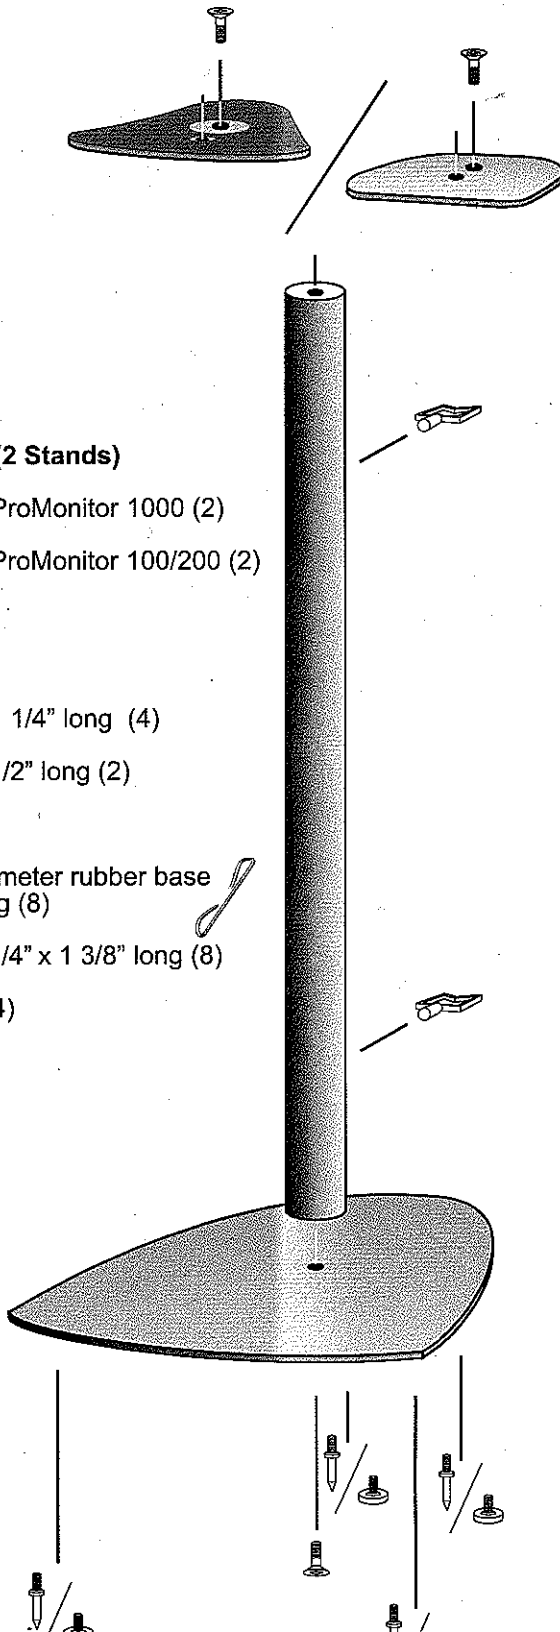 (2 Stands)
ProMonitor 1000 (2)
ProMonitor 100/200 (2)
1/4” long (4)
/2” long (2)
meter rubber base
g (8)
/4” x 1 3/8” long (8)
4)